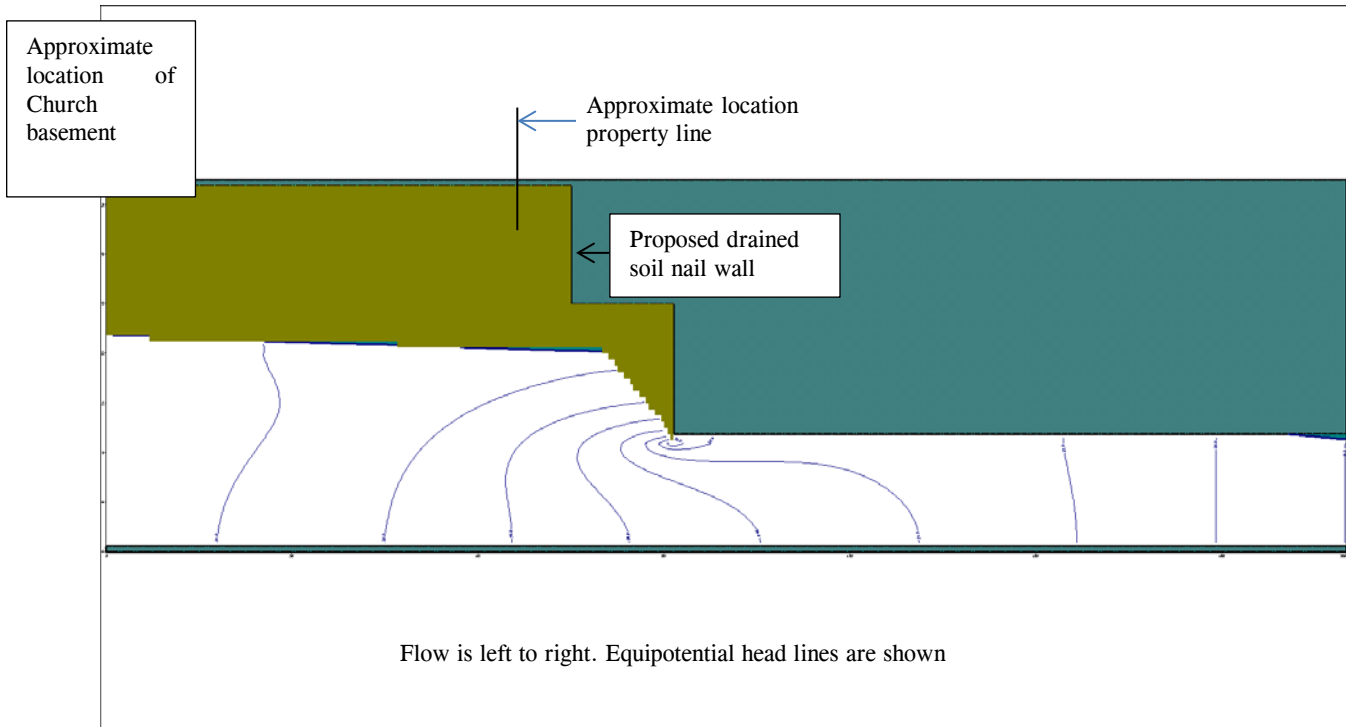 Approximate
location of
Church
basement
Approximate location
property line
Proposed drained
soil nail wall
Flow is left to right. Equipotential head lines are shown